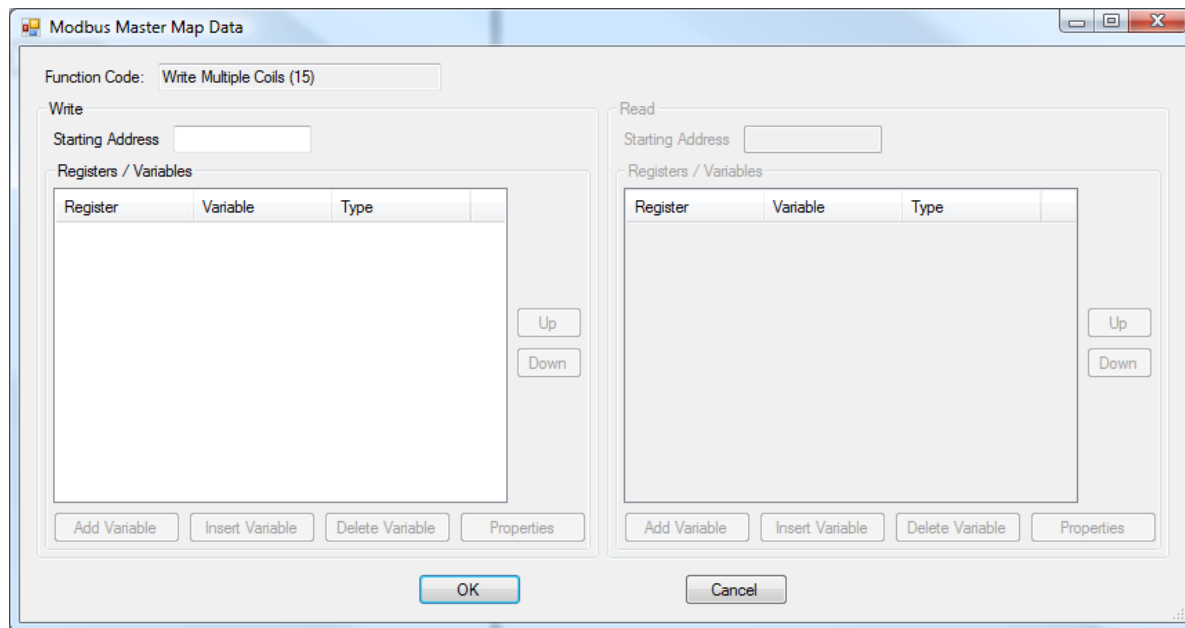 Modbus Master Map Data
Function Code: Write Multiple Coils (15)
Write
Starting Address
Registers / Variables
Register Variable Type
Up
Down
Add Variable Insert Variable Delete Variable Properties
Read
Starting Address
Registers / Variables
Register Variable Type
Up
Down
Add Variable Insert Variable Delete Variable Properties
OK Cancel